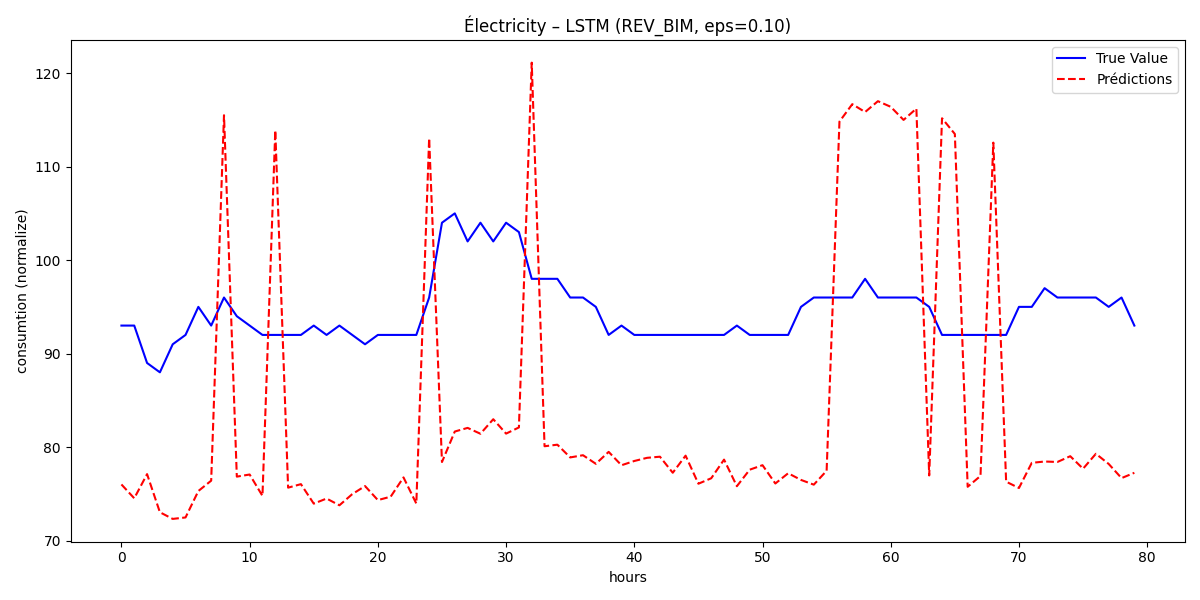 Électricity – LSTM (REV_BIM, eps=0.10)
True Value
Prédictions
consumtion (normalize)
120
110
100
90
80
70
0 10 20 30 40 50 60 70 80
hours